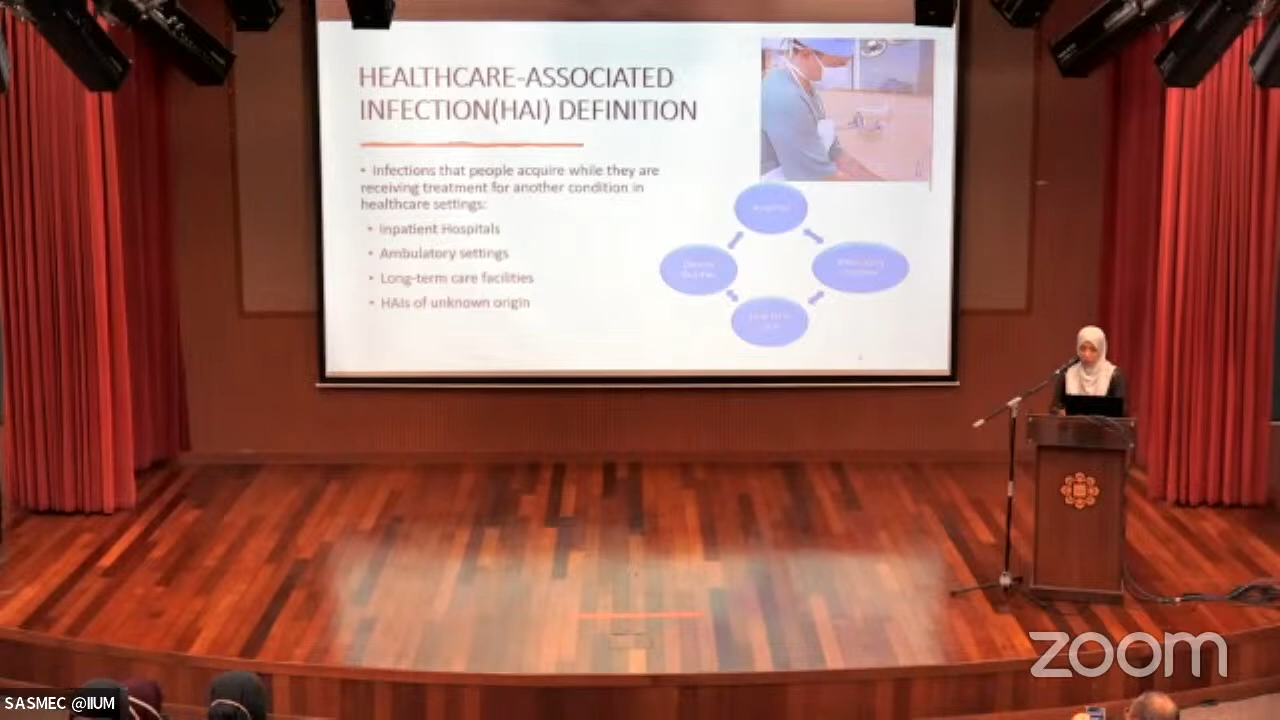 HEALTHCARE-ASSOCIATED
INFECTION(HAI) DEFINITION
• Infections that people acquire while they are
receiving treatment for another condition in
healthcare settings:
• Inpatient Hospitals
• Ambulatory settings
• Long-term care facilities
• HAIs of unknown origin
zoom
SASMEC @IIUM